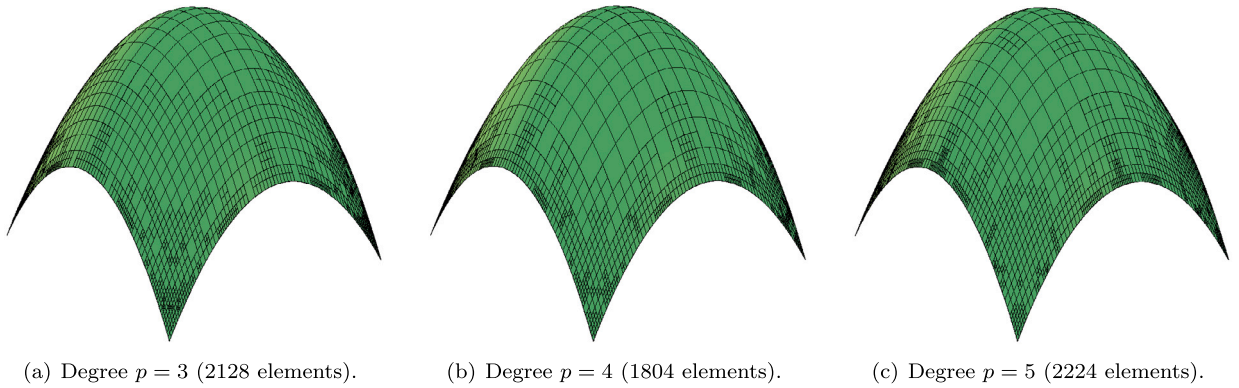 (a) Degree p = 3 (2128 elements).
(b) Degree p = 4 (1804 elements).
(c) Degree p = 5 (2224 elements).